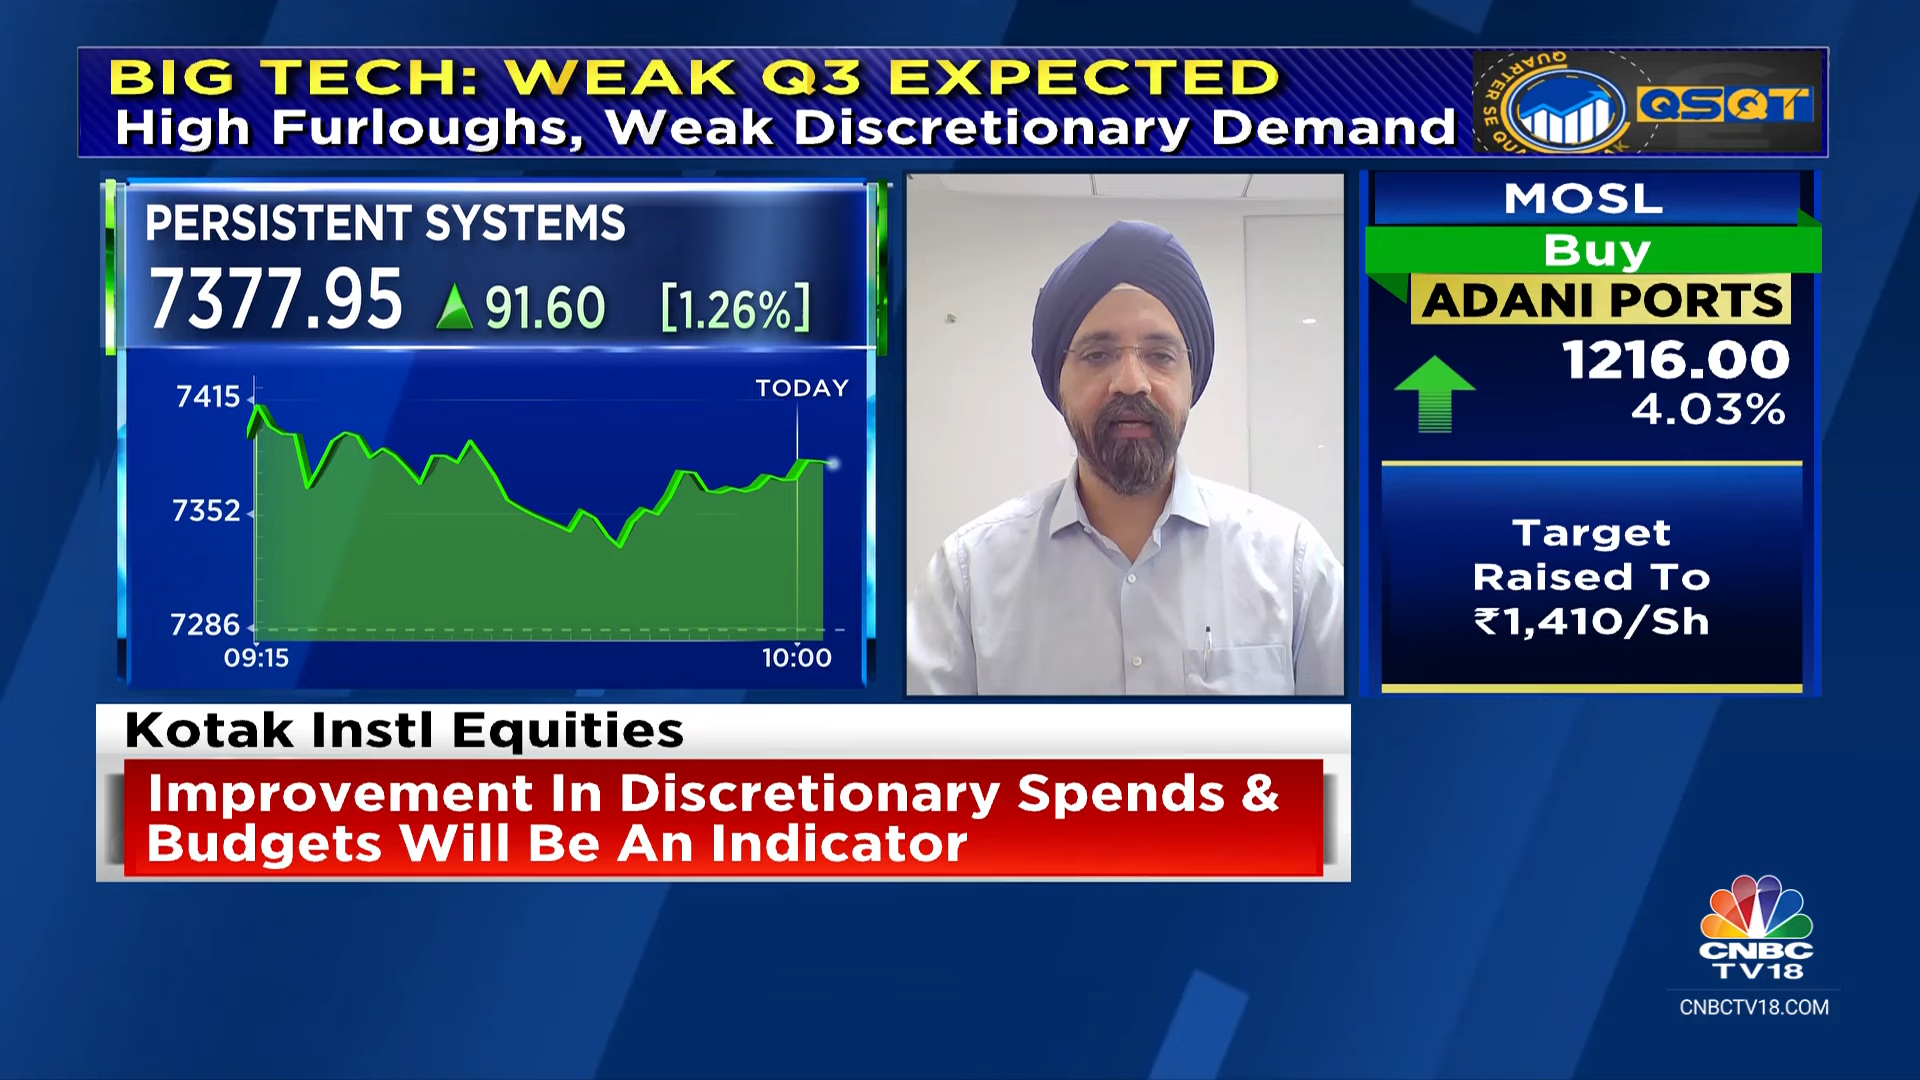 BIG TECH: WEAK Q3 EXPECTED
High Furloughs, Weak Discretionary Demand
QSQT
PERSISTENT SYSTEMS
7377.95 ▲ 91.60 [1.26%]
TODAY
7415
7352
7286
09:15
10:00
MOSL
Buy
ADANI PORTS
1216.00
4.03%
Target
Raised To
₹1,410/Sh
Kotak Instl Equities
Improvement In Discretionary Spends &
Budgets Will Be An Indicator
CNBC
TV18
CNBCTV18.COM